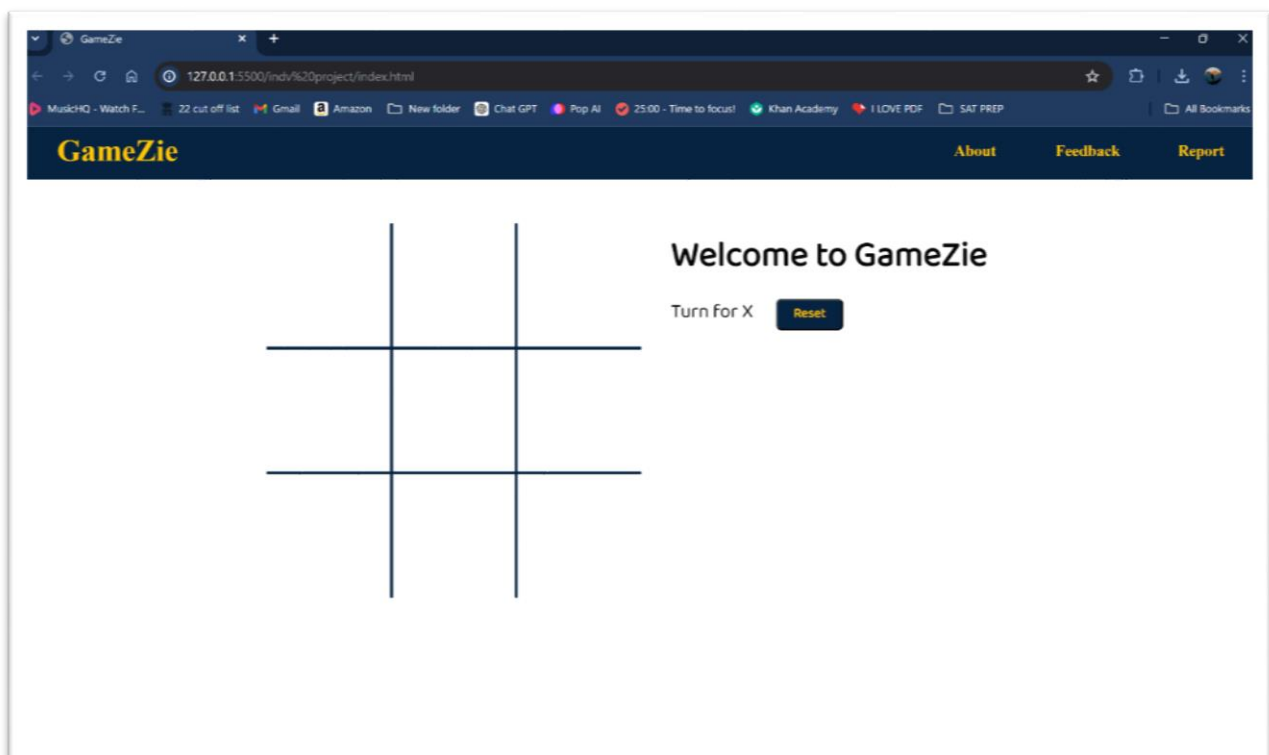 GameZie
127.0.0.1:5500/indv/%20project/index.html
MusicHQ - Watch F... 22 cut off list Gmail Amazon New folder Chat GPT Pop AI 25:00 - Time to focus! Khan Academy I LOVE PDF SAT PREP All Bookmarks
GameZie About Feedback Report
Welcome to GameZie
Turn for X Reset